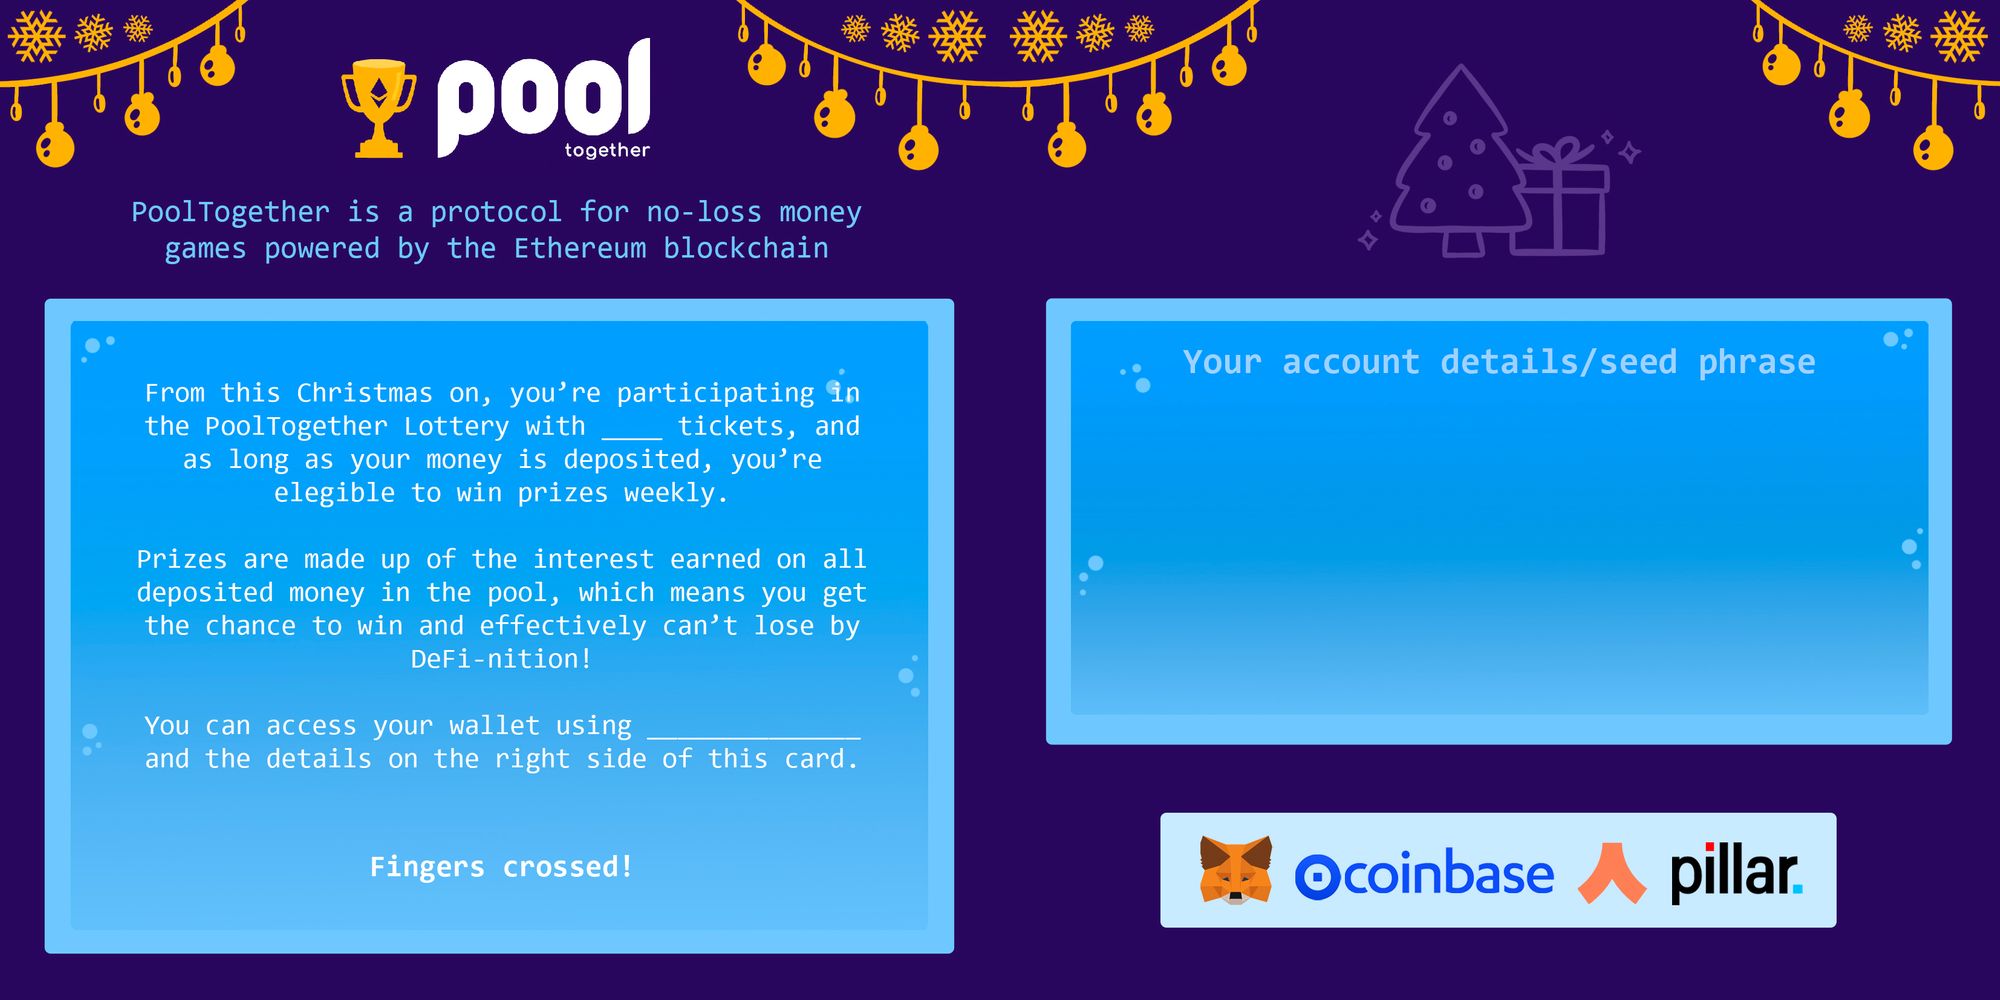 pool
together
PoolTogether is a protocol for no-loss money
games powered by the Ethereum blockchain
From this Christmas on, you’re participating in
the PoolTogether Lottery with ____ tickets, and
as long as your money is deposited, you’re
elegible to win prizes weekly.
Prizes are made up of the interest earned on all
deposited money in the pool, which means you get
the chance to win and effectively can’t lose by
DeFi-nition!
You can access your wallet using ______________
and the details on the right side of this card.
Fingers crossed!
Your account details/seed phrase
coinbase
pillar.